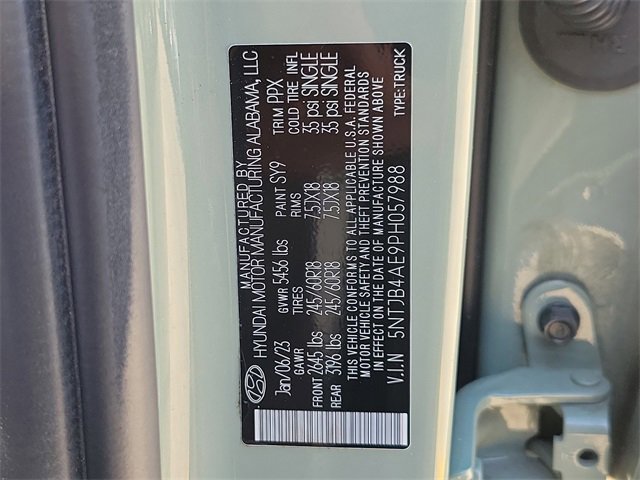 MANUFACTURED BY
HYUNDAI MOTOR MANUFACTURING ALABAMA, LLC
Jan/06/23 GVWR 5456 lbs PAINT SY9 TRIM PPX
GAWR TIRES RIMS COLD TIRE INFL
FRONT 2645 lbs 245/60R18 7.5JX18 35 psi SINGLE
REAR 3196 lbs 245/60R18 7.5JX18 35 psi SINGLE
THIS VEHICLE CONFORMS TO ALL APPLICABLE U.S.A. FEDERAL
MOTOR VEHICLE SAFETY AND THEFT PREVENTION STANDARDS
IN EFFECT ON THE DATE OF MANUFACTURE SHOWN ABOVE
V.I.N 5NTJB4AE9PH057988 TYPE:TRUCK